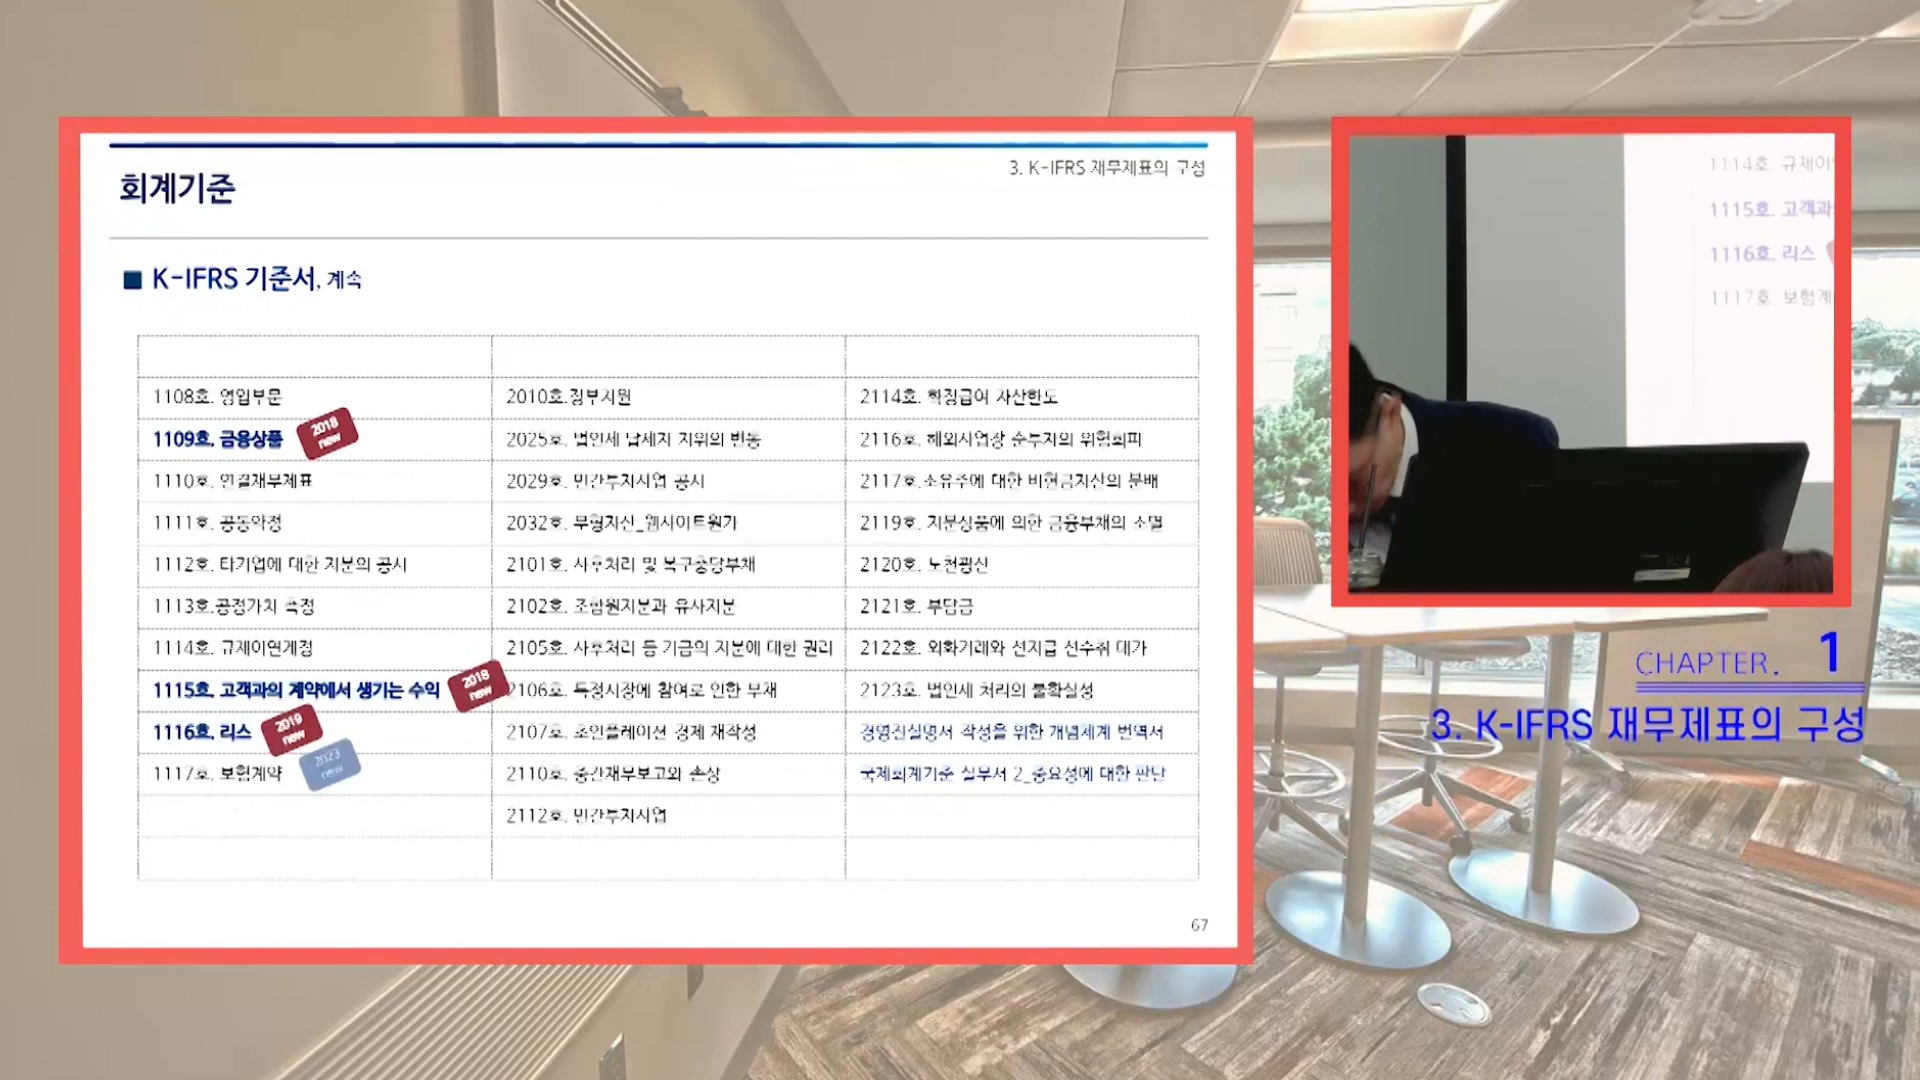 3. K-IFRS 재무제표의 구성
회계기준
K-IFRS 기준서, 계속
1108호. 영업부문
2010호.정부지원
2114호. 확정급여 자산한도
1109호. 금융상품
2018
new
2025호. 법인세 납세자 지위의 변동
2116호. 해외사업장 순투자의 위험회피
1110호. 연결재무제표
2029호. 민간투자사업 공시
2117호.소유주에 대한 비현금자산의 분배
1111호. 공동약정
2032호. 무형자산_웹사이트원가
2119호. 지분상품에 의한 금융부채의 소멸
1112호. 타기업에 대한 지분의 공시
2101호. 사후처리 및 복구충당부채
2120호. 노천광산
1113호.공정가치 측정
2102호. 조합원지분과 유사지분
2121호. 부담금
1114호. 규제이연계정
2105호. 사후처리 등 기금의 지분에 대한 권리
2122호. 외화거래와 선지급 선수취 대가
1115호. 고객과의 계약에서 생기는 수익
2018
new
2106호. 특정시장에 참여로 인한 부채
2123호. 법인세 처리의 불확실성
1116호. 리스
2019
new
2107호. 초인플레이션 경제 재작성
경영진설명서 작성을 위한 개념체계 번역서
1117호. 보험계약
2023
new
2110호. 중간재무보고와 손상
국제회계기준 실무서 2_중요성에 대한 판단
2112호. 민간투자사업
67
1114호. 규제이
1115호. 고객과
1116호. 리스
1117호. 보험계
CHAPTER. 1
3. K-IFRS 재무제표의 구성